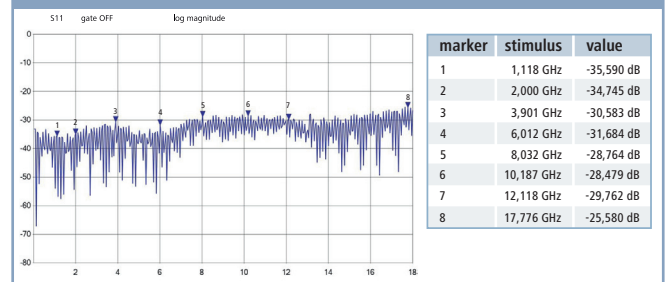 S11 gate OFF log magnitude
0
-10
-20
-30
-40
-50
-60
-70
-80
2 4 6 8 10 12 14 16 18
1 2 3 4 5 6 7 8
marker stimulus value
1 1,118 GHz -35,590 dB
2 2,000 GHz -34,745 dB
3 3,901 GHz -30,583 dB
4 6,012 GHz -31,684 dB
5 8,032 GHz -28,764 dB
6 10,187 GHz -28,479 dB
7 12,118 GHz -29,762 dB
8 17,776 GHz -25,580 dB